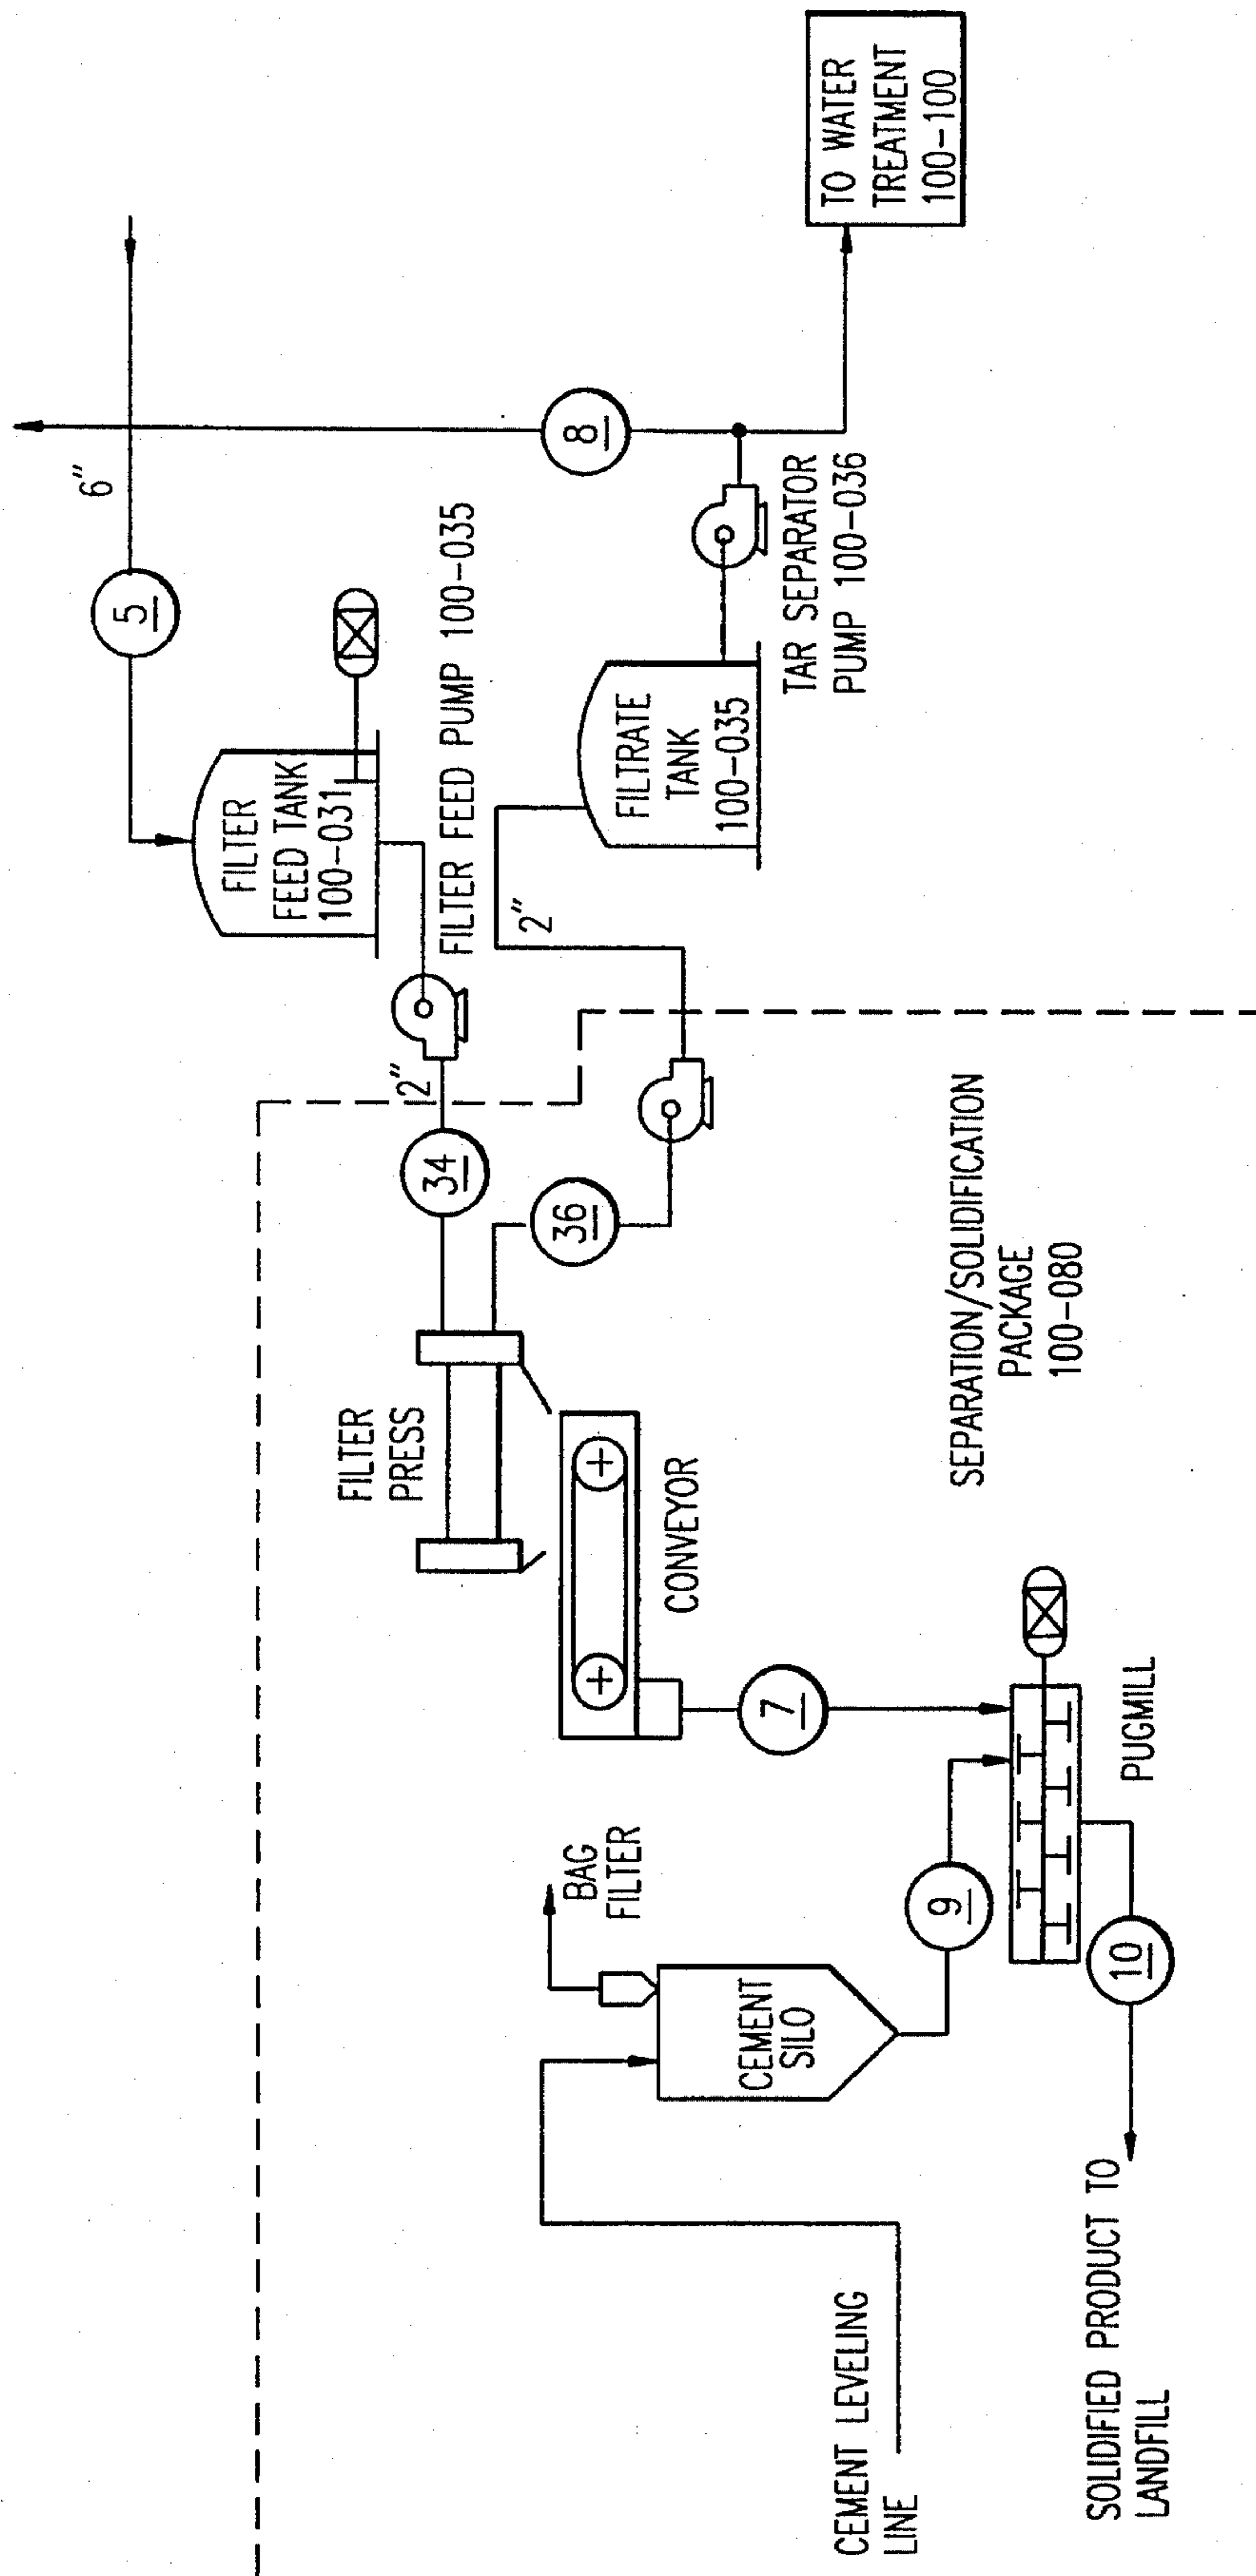 6"
5
FILTER
FEED TANK
100-031
FILTER FEED PUMP 100-035
2"
34
FILTER
PRESS
36
2"
FILTRATE
TANK
100-035
TAR SEPARATOR
PUMP 100-036
8
TO WATER
TREATMENT
100-100
CONVEYOR
7
SEPARATION/SOLIDIFICATION
PACKAGE
100-080
BAG
FILTER
CEMENT
SILO
9
PUGMILL
10
CEMENT LEVELING
LINE
SOLIDIFIED PRODUCT TO
LANDFILL